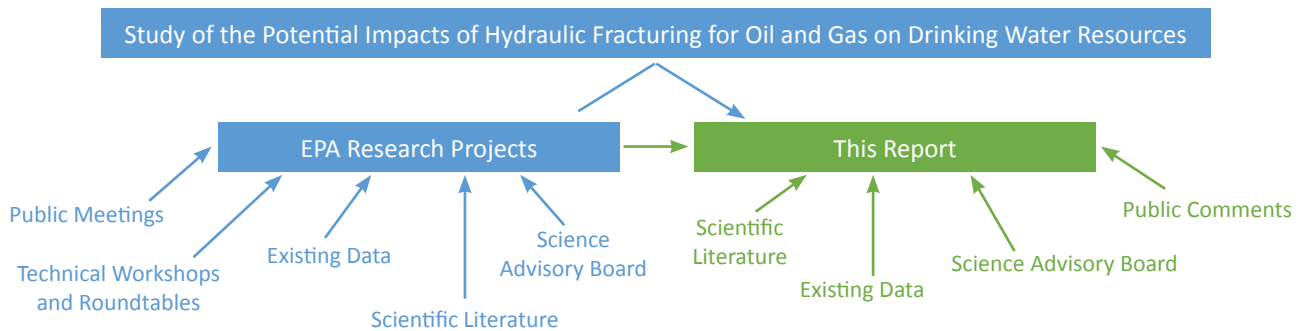 Study of the Potential Impacts of Hydraulic Fracturing for Oil and Gas on Drinking Water Resources
EPA Research Projects
This Report
Public Meetings
Technical Workshops
and Roundtables
Existing Data
Scientific Literature
Science
Advisory Board
Scientific
Literature
Existing Data
Science Advisory Board
Public Comments